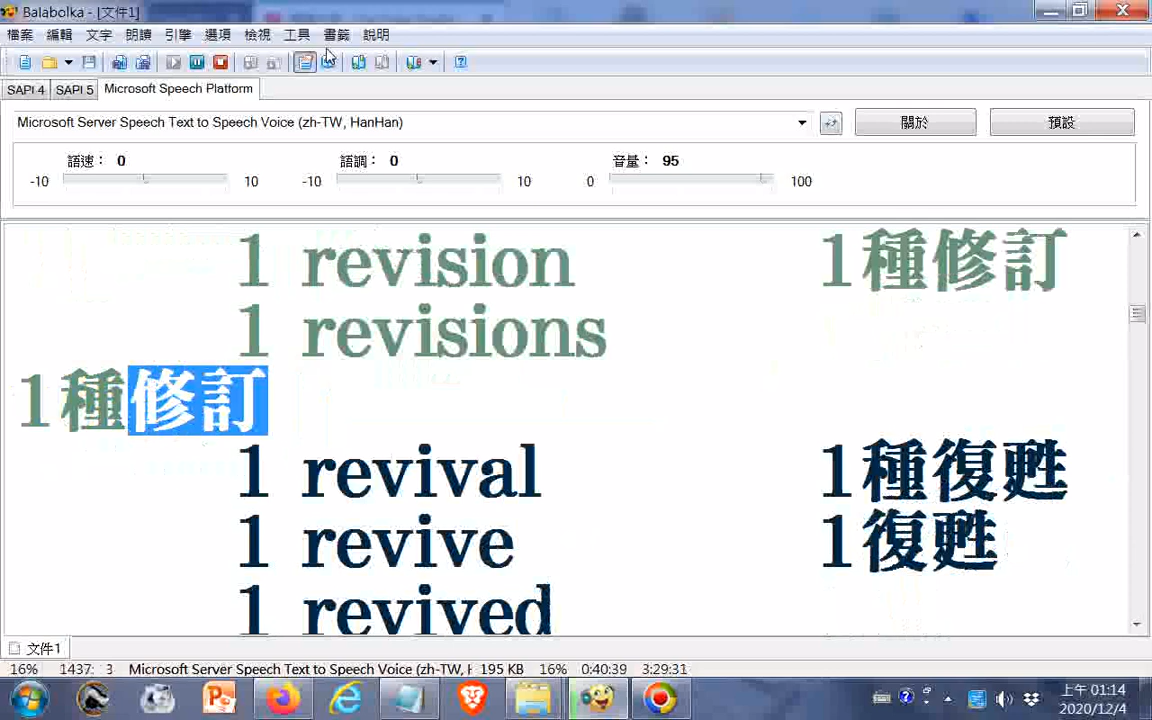 Balabolka - [文件1]
檔案 編輯 文字 朗讀 引擎 選項 檢視 工具 書籤 說明
SAPI 4 SAPI 5 Microsoft Speech Platform
Microsoft Server Speech Text to Speech Voice (zh-TW, HanHan) 關於 預設
語速： 0 語調： 0 音量： 95
-10 10 -10 10 0 100
1 revision 1種修訂
1 revisions
1種修訂
1 revival 1種復甦
1 revive 1復甦
1 revived
文件1
16% 1437: 3 Microsoft Server Speech Text to Speech Voice (zh-TW, 195 KB 16% 0:40:39 3:29:31
上午 01:14
2020/12/4